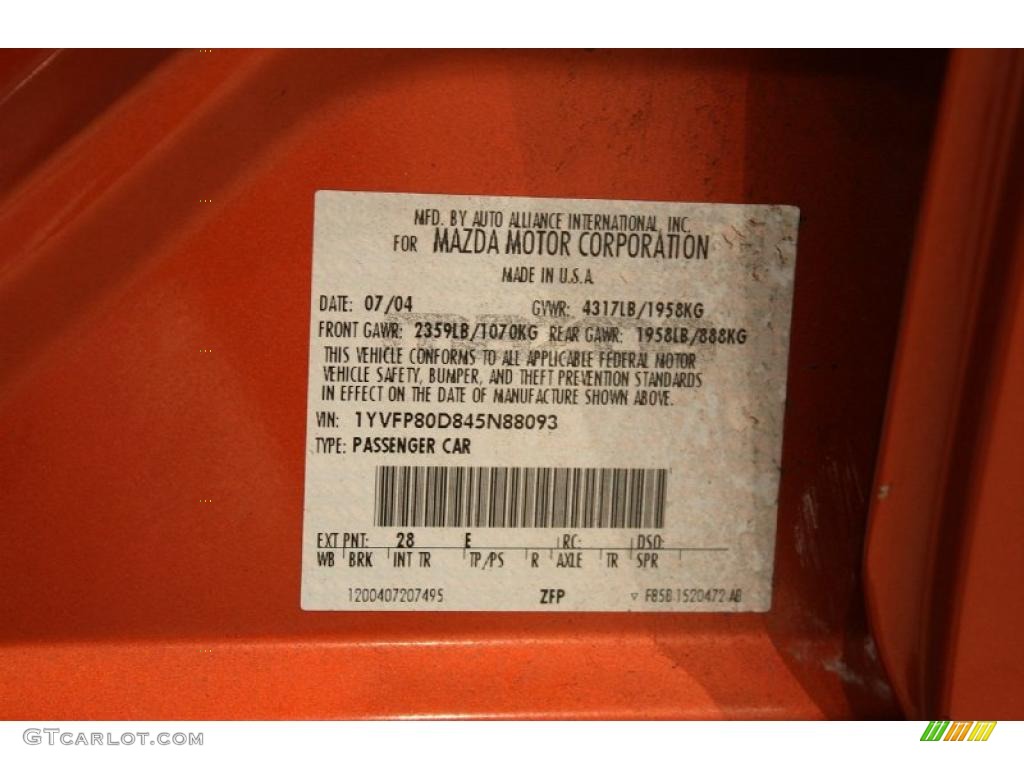 MFD. BY AUTO ALLIANCE INTERNATIONAL, INC.
FOR MAZDA MOTOR CORPORATION
MADE IN U.S.A.
DATE: 07/04 GVWR: 4317LB/1958KG
FRONT GAWR: 2359LB/1070KG REAR GAWR: 1958LB/888KG
THIS VEHICLE CONFORMS TO ALL APPLICABLE FEDERAL MOTOR
VEHICLE SAFETY, BUMPER, AND THEFT PREVENTION STANDARDS
IN EFFECT ON THE DATE OF MANUFACTURE SHOWN ABOVE.
VIN: 1YVFP80D845N88093
TYPE: PASSENGER CAR
EXT PNT: 28 E RC: DSO:
WB BRK INT TR TP/PS R AXLE TR SPR
1200407207495 ZFP F85B 1520472 AB
GTCARLOT.COM